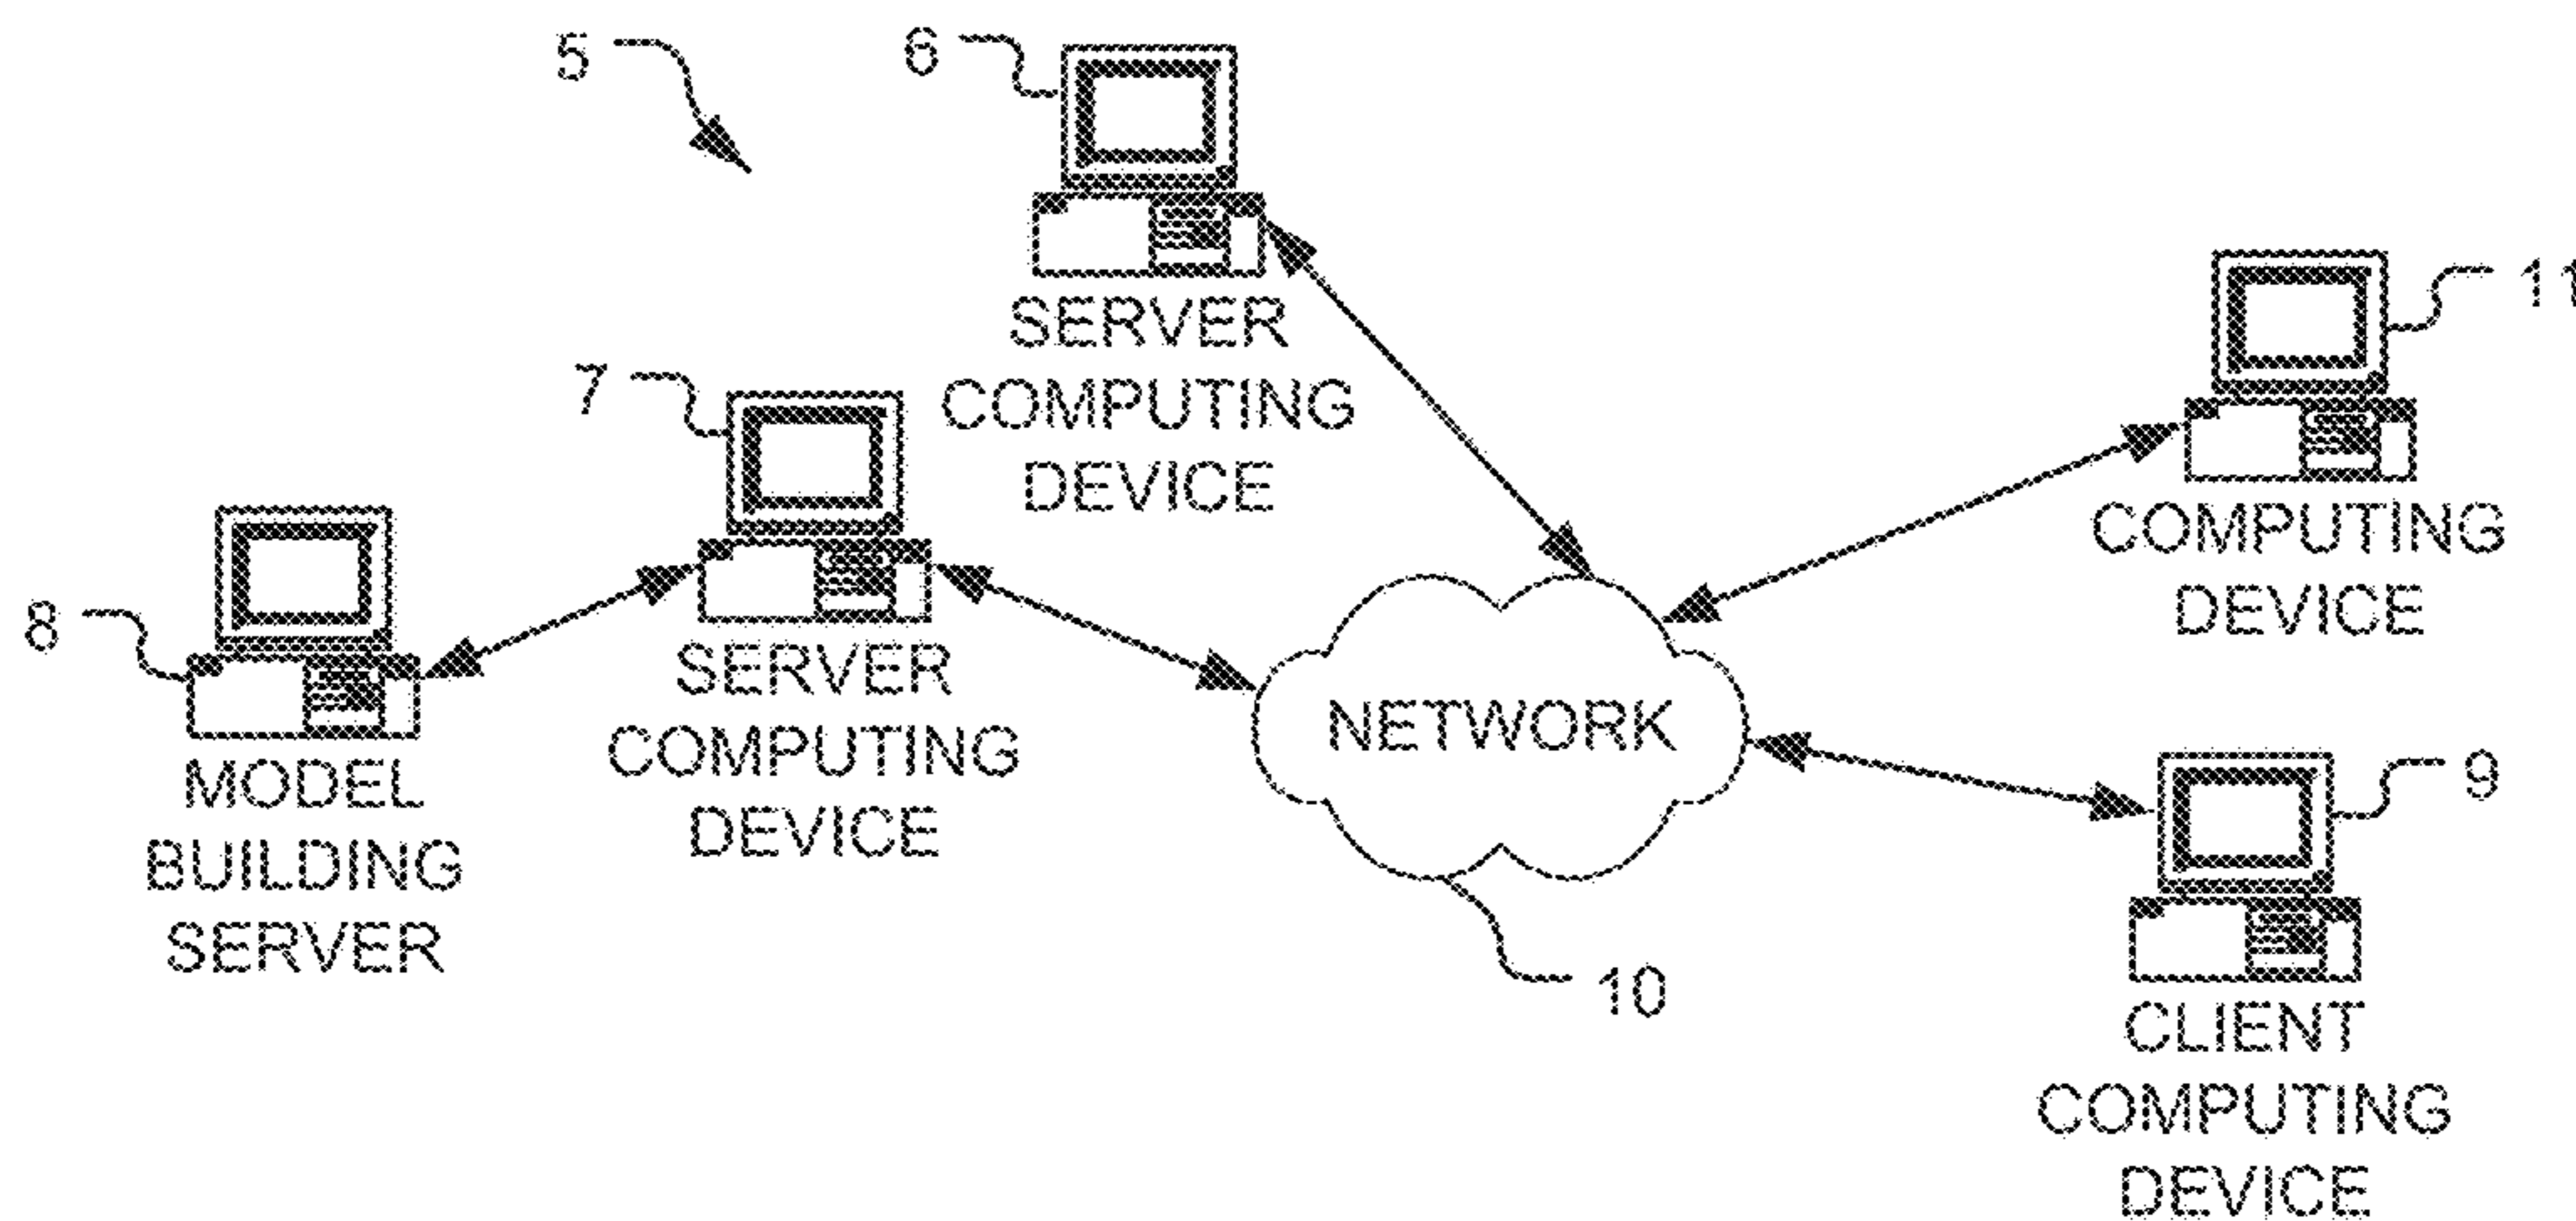 5
6
SERVER
COMPUTING
DEVICE
7
SERVER
COMPUTING
DEVICE
8
MODEL
BUILDING
SERVER
NETWORK
10
11
COMPUTING
DEVICE
9
CLIENT
COMPUTING
DEVICE